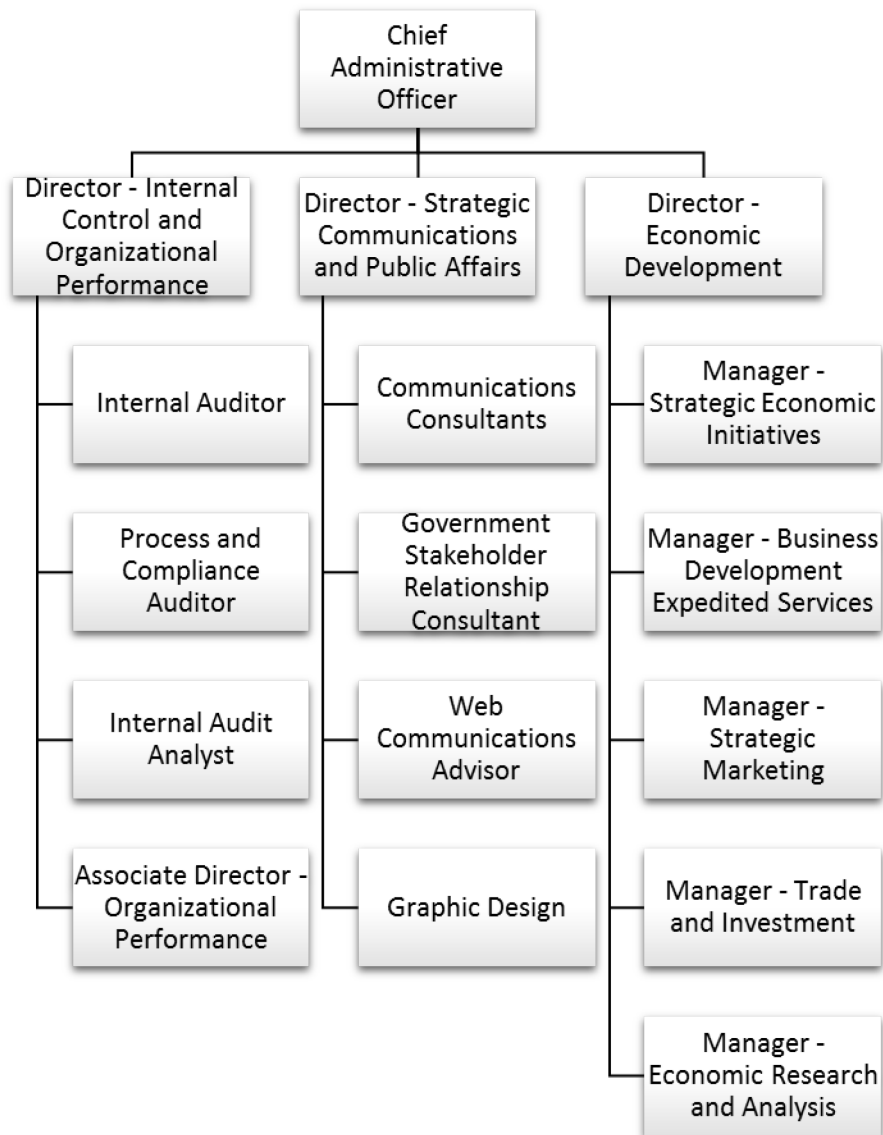 Chief
Administrative
Officer
Director - Internal
Control and
Organizational
Performance
Director - Strategic
Communications
and Public Affairs
Director -
Economic
Development
Internal Auditor
Process and
Compliance
Auditor
Internal Audit
Analyst
Associate Director -
Organizational
Performance
Communications
Consultants
Government
Stakeholder
Relationship
Consultant
Web
Communications
Advisor
Graphic Design
Manager -
Strategic Economic
Initiatives
Manager - Business
Development
Expedited Services
Manager -
Strategic
Marketing
Manager - Trade
and Investment
Manager -
Economic Research
and Analysis